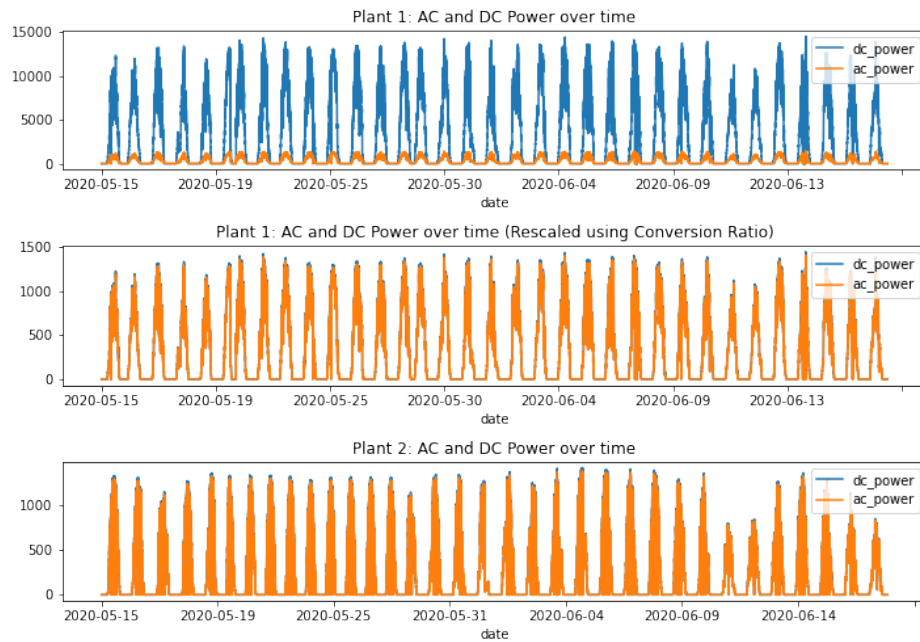 Plant 1: AC and DC Power over time
15000
10000
5000
0
dc_power
ac_power
2020-05-15 2020-05-19 2020-05-25 2020-05-30 2020-06-04 2020-06-09 2020-06-13
date
Plant 1: AC and DC Power over time (Rescaled using Conversion Ratio)
1500
1000
500
0
dc_power
ac_power
2020-05-15 2020-05-19 2020-05-25 2020-05-30 2020-06-04 2020-06-09 2020-06-13
date
Plant 2: AC and DC Power over time
1000
500
0
dc_power
ac_power
2020-05-15 2020-05-19 2020-05-25 2020-05-31 2020-06-04 2020-06-09 2020-06-14
date